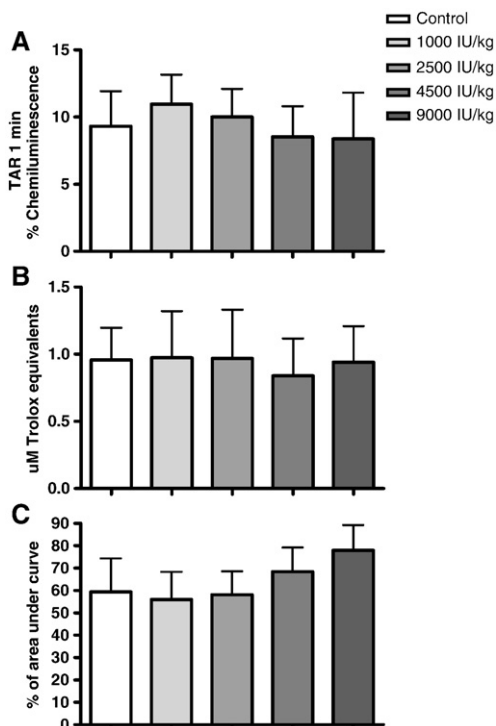 Control
1000 IU/kg
2500 IU/kg
4500 IU/kg
9000 IU/kg
A
TAR 1 min
% Chemiluminescence
15
10
5
0
B
uM Trolox equivalents
1.5
1.0
0.5
0.0
C
% of area under curve
90
80
70
60
50
40
30
20
10
0